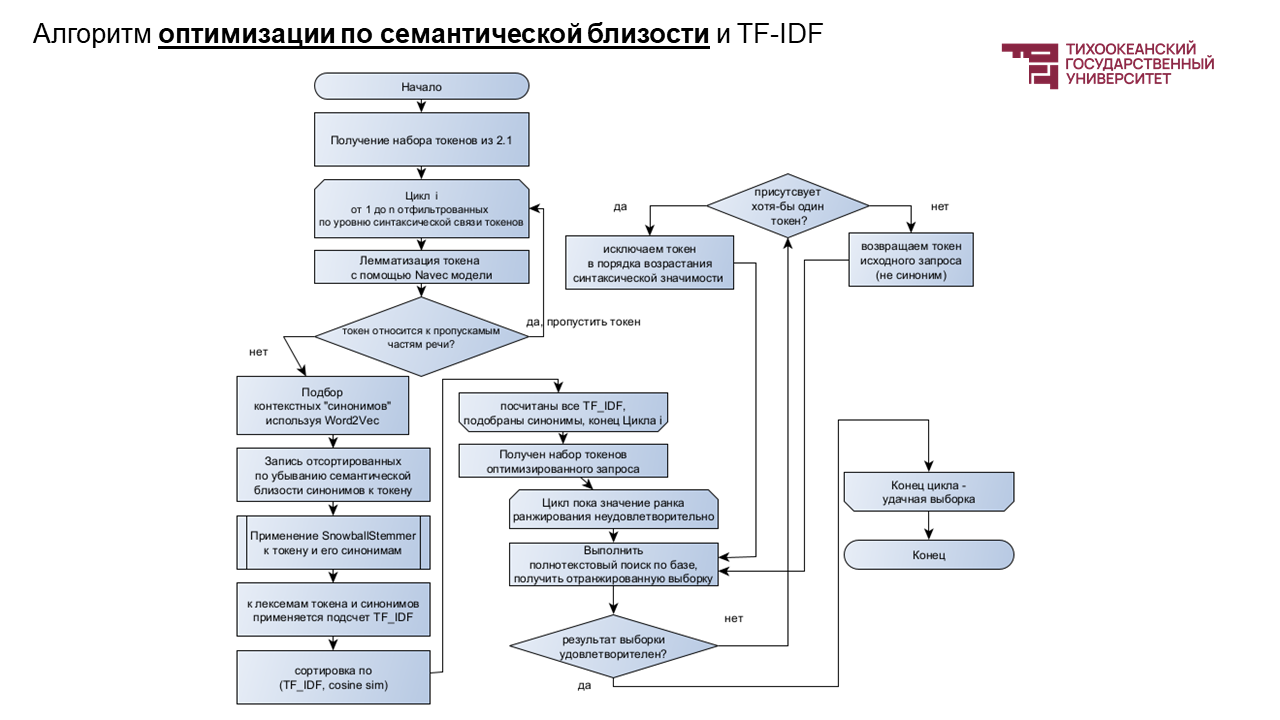 Алгоритм оптимизации по семантической близости и TF-IDF
ТИХООКЕАНСКИЙ
ГОСУДАРСТВЕННЫЙ
УНИВЕРСИТЕТ
Начало
Получение набора токенов из 2.1
Цикл i
от 1 до n отфильтрованных
по уровню синтаксической связи токенов
Лемматизация токена
с помощью Navec модели
токен относится к пропускамым
частям речи?
да, пропустить токен
нет
Подбор
контекстных "синонимов"
используя Word2Vec
Запись отсортированных
по убыванию семантической
близости синонимов к токену
Применение SnowballStemmer
к токену и его синонимам
к лексемам токена и синонимов
применяется подсчет TF_IDF
сортировка по
(TF_IDF, cosine sim)
посчитаны все TF_IDF,
подобраны синонимы, конец Цикла i
Получен набор токенов
оптимизированного запроса
Цикл пока значение ранка
ранжирования неудовлетворительно
Выполнить
полнотекстовый поиск по базе,
получить отранжированную выборку
результат выборки
удовлетворителен?
нет
да
присутсвует
хотя-бы один
токен?
да
нет
исключаем токен
в порядка возрастания
синтаксической значимости
возвращаем токен
исходного запроса
(не синоним)
Конец цикла -
удачная выборка
Конец